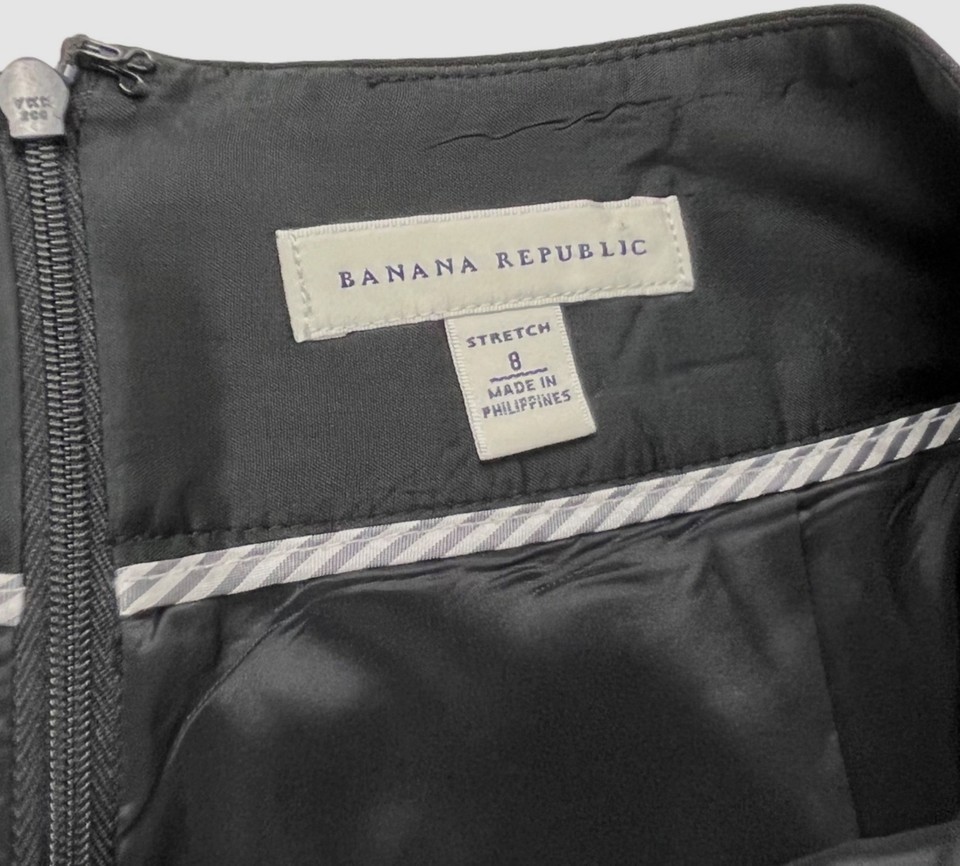 BANANA REPUBLIC
STRETCH
8
MADE IN
PHILIPPINES